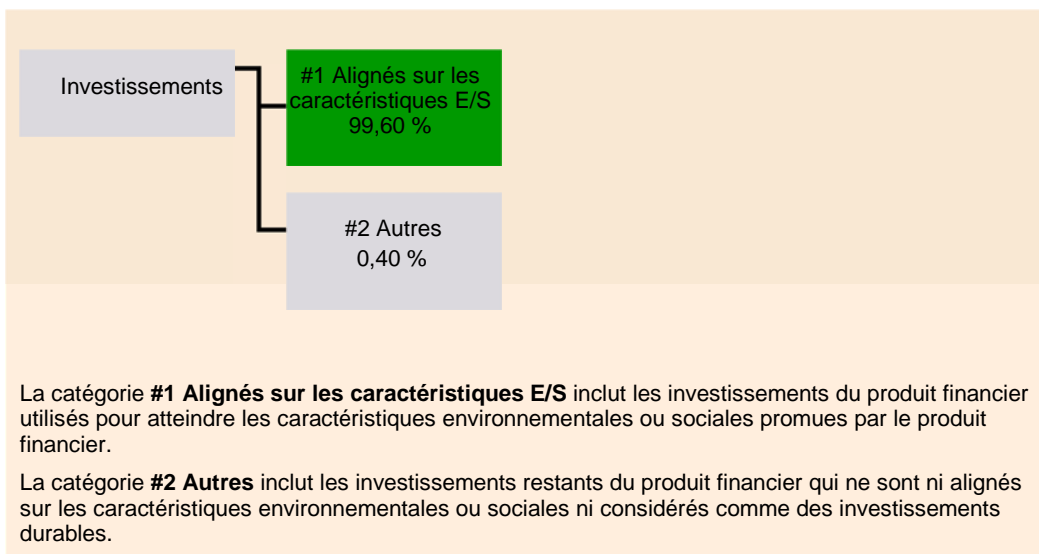 Investissements
#1 Alignés sur les
caractéristiques E/S
99,60 %
#2 Autres
0,40 %
La catégorie #1 Alignés sur les caractéristiques E/S inclut les investissements du produit financier
utilisés pour atteindre les caractéristiques environnementales ou sociales promues par le produit
financier.
La catégorie #2 Autres inclut les investissements restants du produit financier qui ne sont ni alignés
sur les caractéristiques environnementales ou sociales ni considérés comme des investissements
durables.